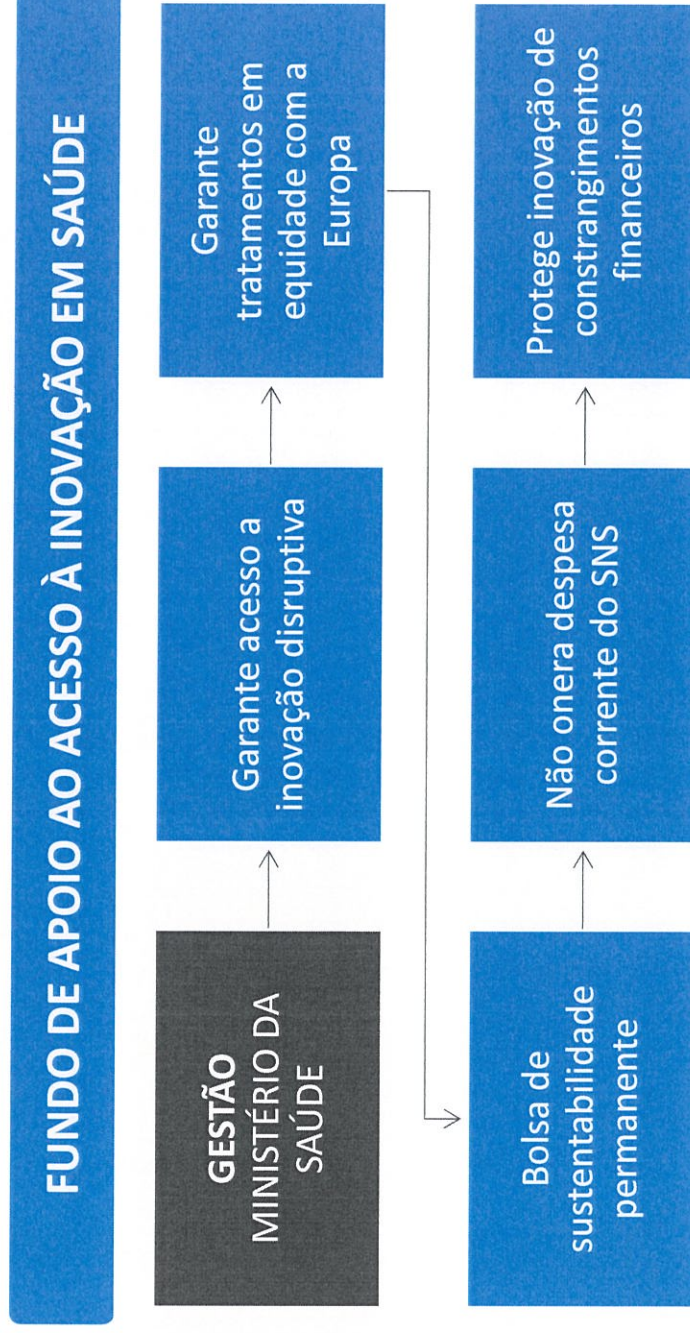 FUNDO DE APOIO AO ACESSO À INOVAÇÃO EM SAÚDE
GESTÃO
MINISTÉRIO DA
SAÚDE
Garante acesso a
inovação disruptiva
Garante
tratamentos em
equidade com a
Europa
Bolsa de
sustentabilidade
permanente
Não onera despesa
corrente do SNS
Protege inovação de
constrangimentos
financeiros